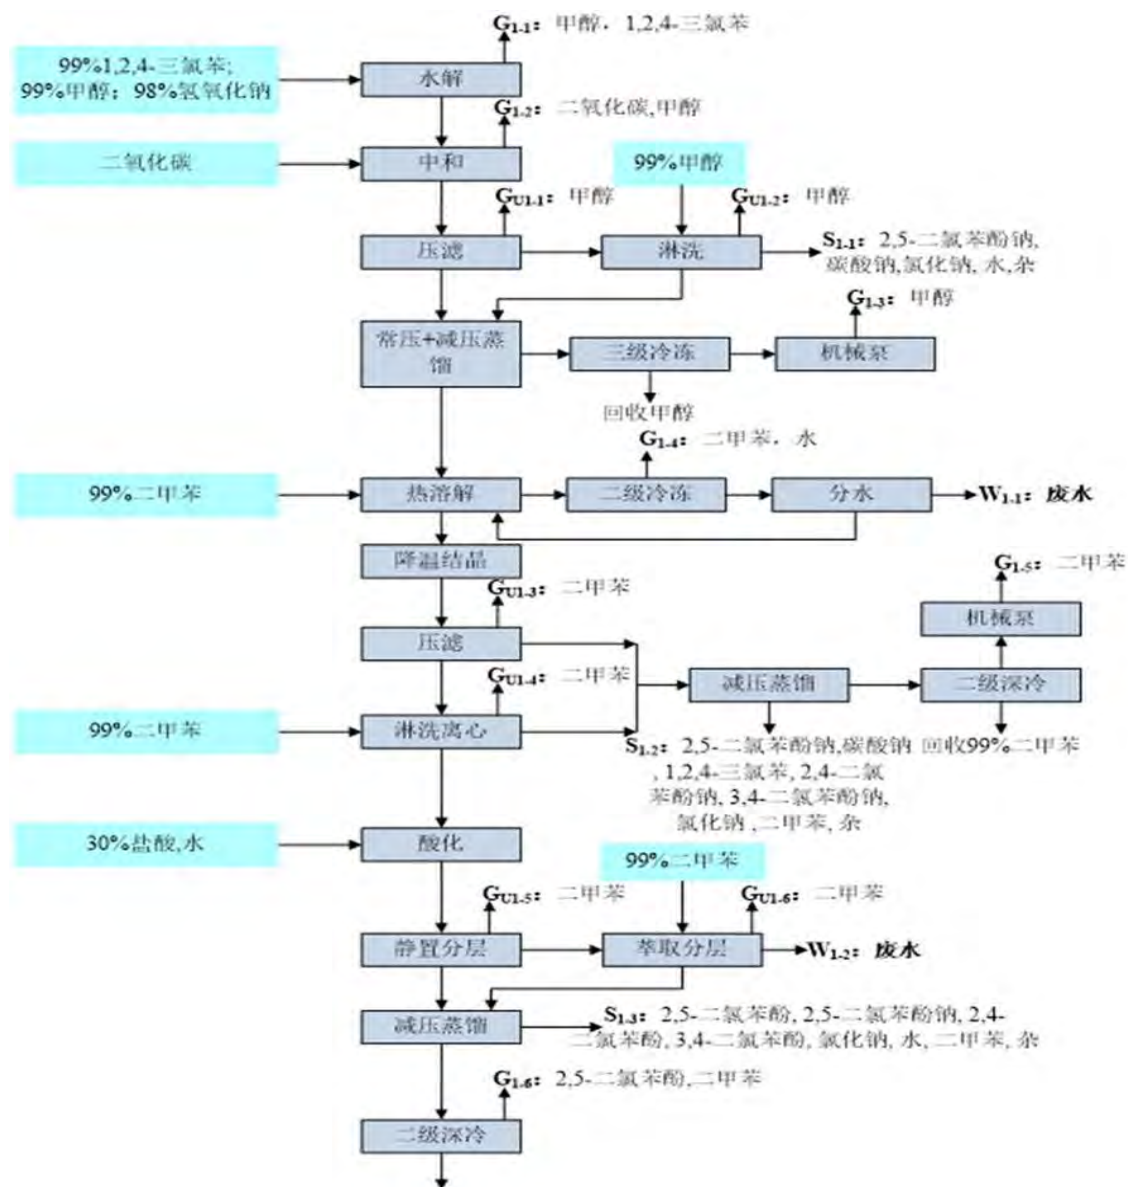 G1-1：甲醇，1,2,4-三氯苯
99%1,2,4-三氯苯;
99%甲醇；98%氢氧化钠
水解
G1-2：二氧化碳,甲醇
二氧化碳
中和
99%甲醇
GU1-1：甲醇
GU1-2：甲醇
压滤
淋洗
S1-1：2,5-二氯苯酚钠,
碳酸钠,氯化钠,水,杂
G1-3：甲醇
常压+减压蒸
馏
三级冷冻
机械泵
回收甲醇
G1-4：二甲苯，水
99%二甲苯
热溶解
二级冷冻
分水
W1-1：废水
降温结晶
G1-5：二甲苯
GU1-3：二甲苯
机械泵
压滤
GU1-4：二甲苯
减压蒸馏
二级深冷
99%二甲苯
淋洗离心
S1-2：2,5-二氯苯酚钠,碳酸钠
,1,2,4-三氯苯,2,4-二氯
苯酚钠,3,4-二氯苯酚钠,
氯化钠,二甲苯,杂
回收99%二甲苯
30%盐酸,水
酸化
99%二甲苯
GU1-5：二甲苯
GU1-6：二甲苯
静置分层
萃取分层
W1-2：废水
减压蒸馏
S1-3：2,5-二氯苯酚,2,5-二氯苯酚钠,2,4-
二氯苯酚,3,4-二氯苯酚,氯化钠,水,二甲苯,杂
G1-6：2,5-二氯苯酚,二甲苯
二级深冷